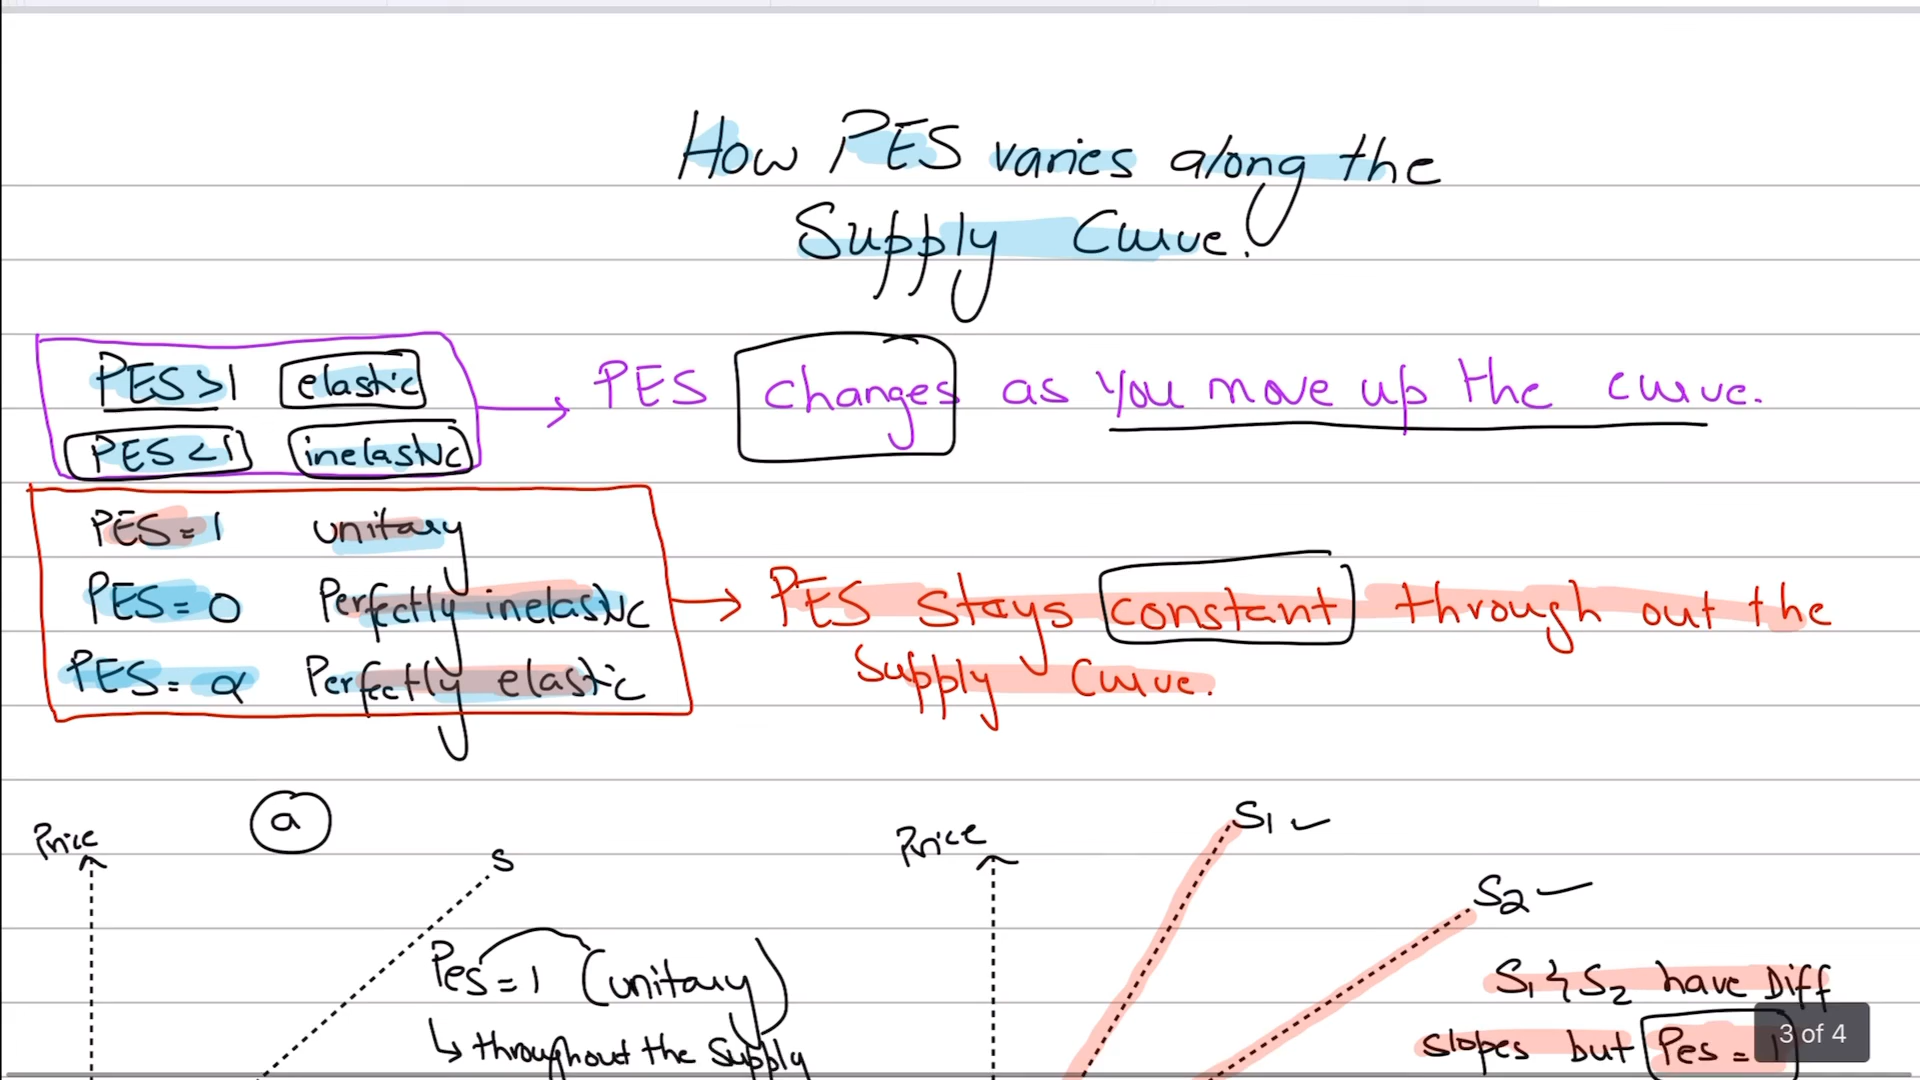 How PES varies along the
Supply Curve.
PES>1 elastic
PES<1 inelastic
PES changes as you move up the curve.
PES=1 unitary
PES=0 Perfectly inelastic
PES=α Perfectly elastic
PES stays constant through out the
Supply Curve.
a
Price
S
Pes=1 (unitary)
↳ throughout the supply
Price
S1 ✓
S2 ✓
S1 & S2 have Diff
slopes but Pes = 1
3 of 4